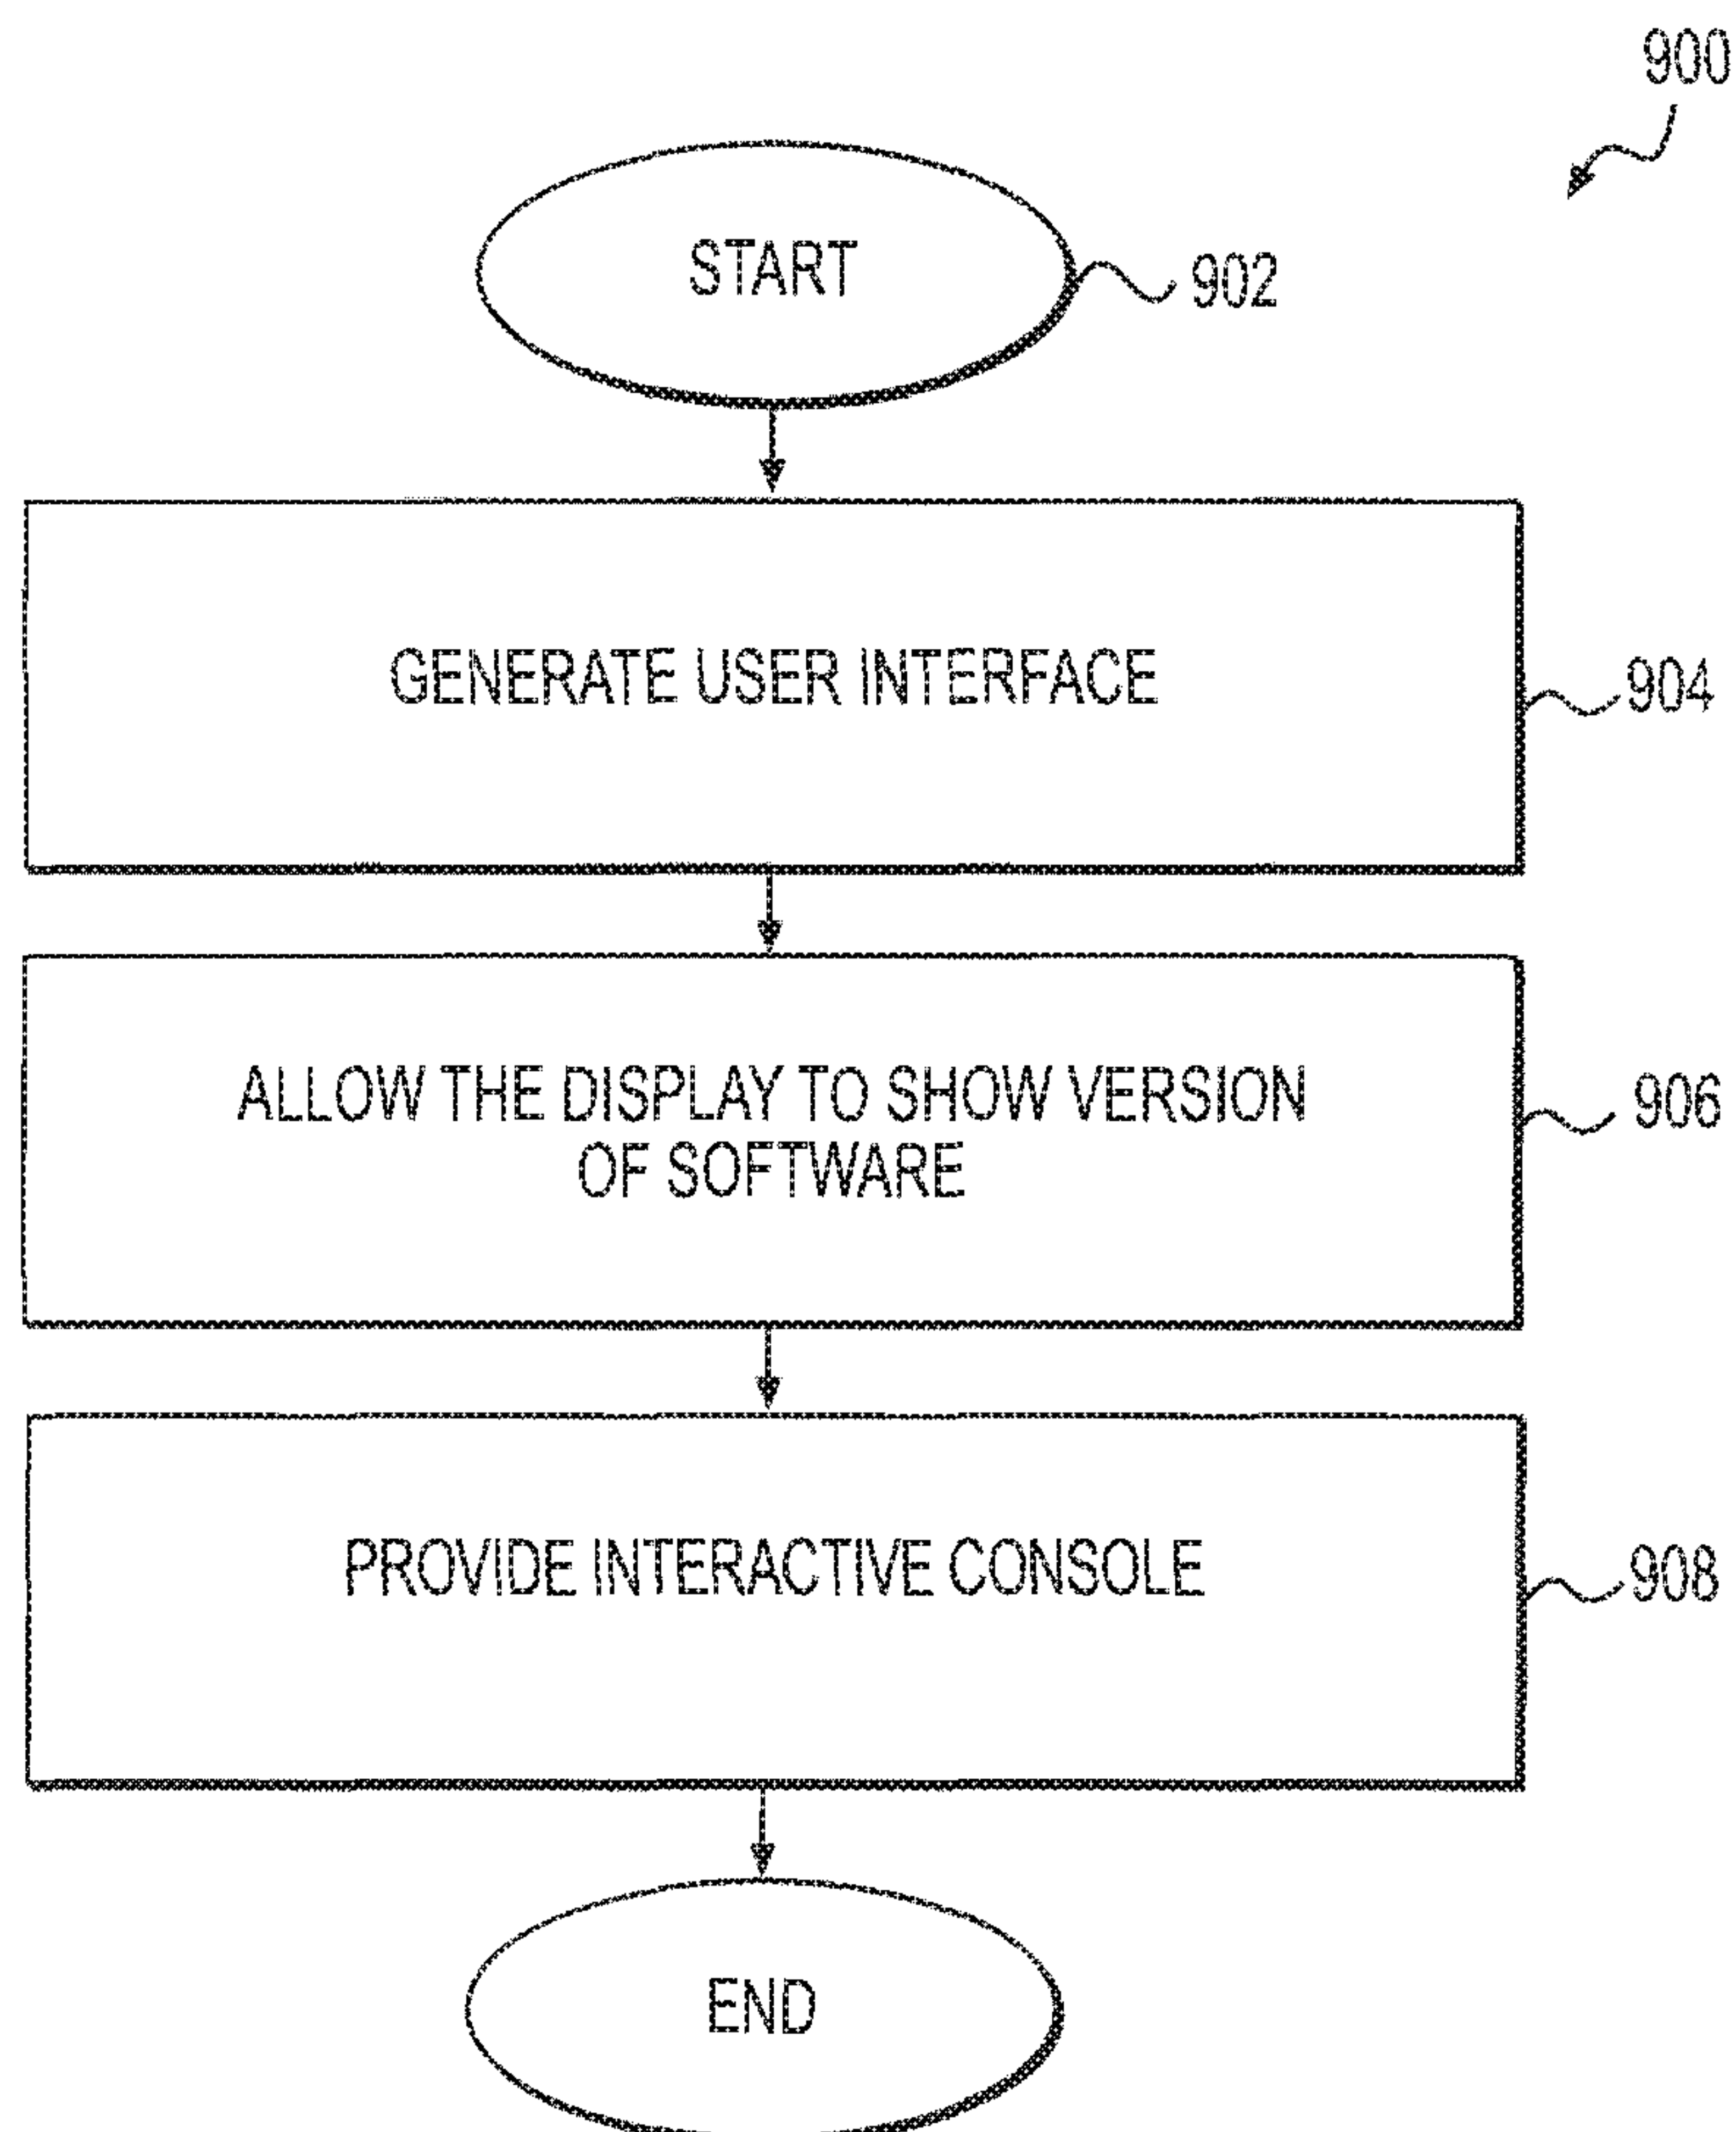 900
START
902
GENERATE USER INTERFACE
904
ALLOW THE DISPLAY TO SHOW VERSION
OF SOFTWARE
906
PROVIDE INTERACTIVE CONSOLE
908
END